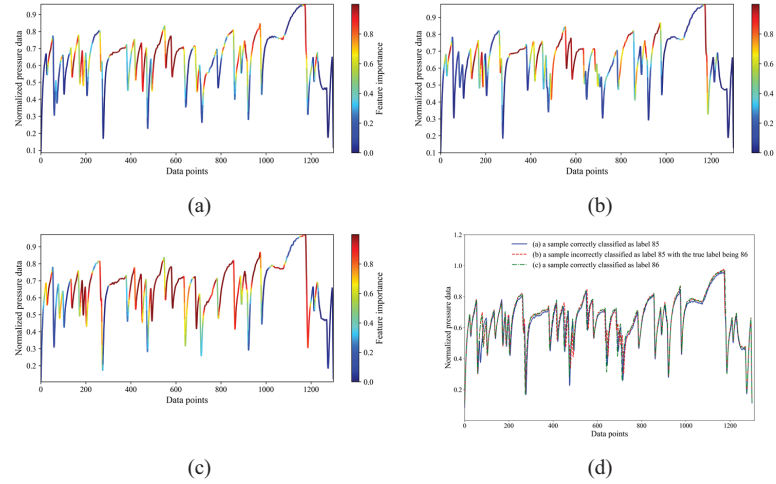 0.9
0.8
0.7
0.6
0.5
0.4
0.3
0.2
0.1
0 200 400 600 800 1000 1200
Normalized pressure data
Data points
0.8
0.6
0.4
0.2
0.0
Feature importance
(a)
0.9
0.8
0.7
0.6
0.5
0.4
0.3
0.2
0.1
0 200 400 600 800 1000 1200
Normalized pressure data
Data points
0.8
0.6
0.4
0.2
0.0
(b)
0.9
0.8
0.7
0.6
0.5
0.4
0.3
0.2
0 200 400 600 800 1000 1200
Normalized pressure data
Data points
0.8
0.6
0.4
0.2
0.0
Feature importance
(c)
1.2
1.0
0.8
0.6
0.4
0.2
0 200 400 600 800 1000 1200
Normalized pressure data
Data points
(a) a sample correctly classified as label 85
(b) a sample incorrectly classified as label 85 with the true label being 86
(c) a sample correctly classified as label 86
(d)